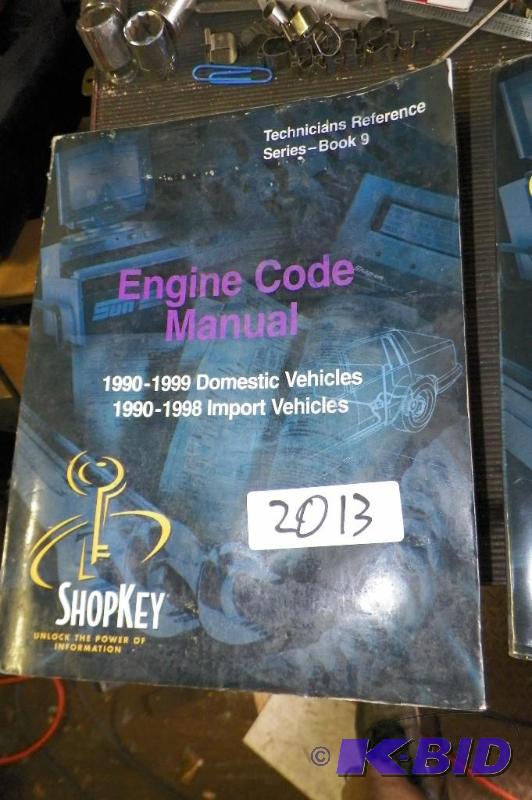 Technicians Reference
Series–Book 9
Engine Code
Manual
1990-1999 Domestic Vehicles
1990-1998 Import Vehicles
2013
SHOPKEY
UNLOCK THE POWER OF
INFORMATION
SUN
© K-BID